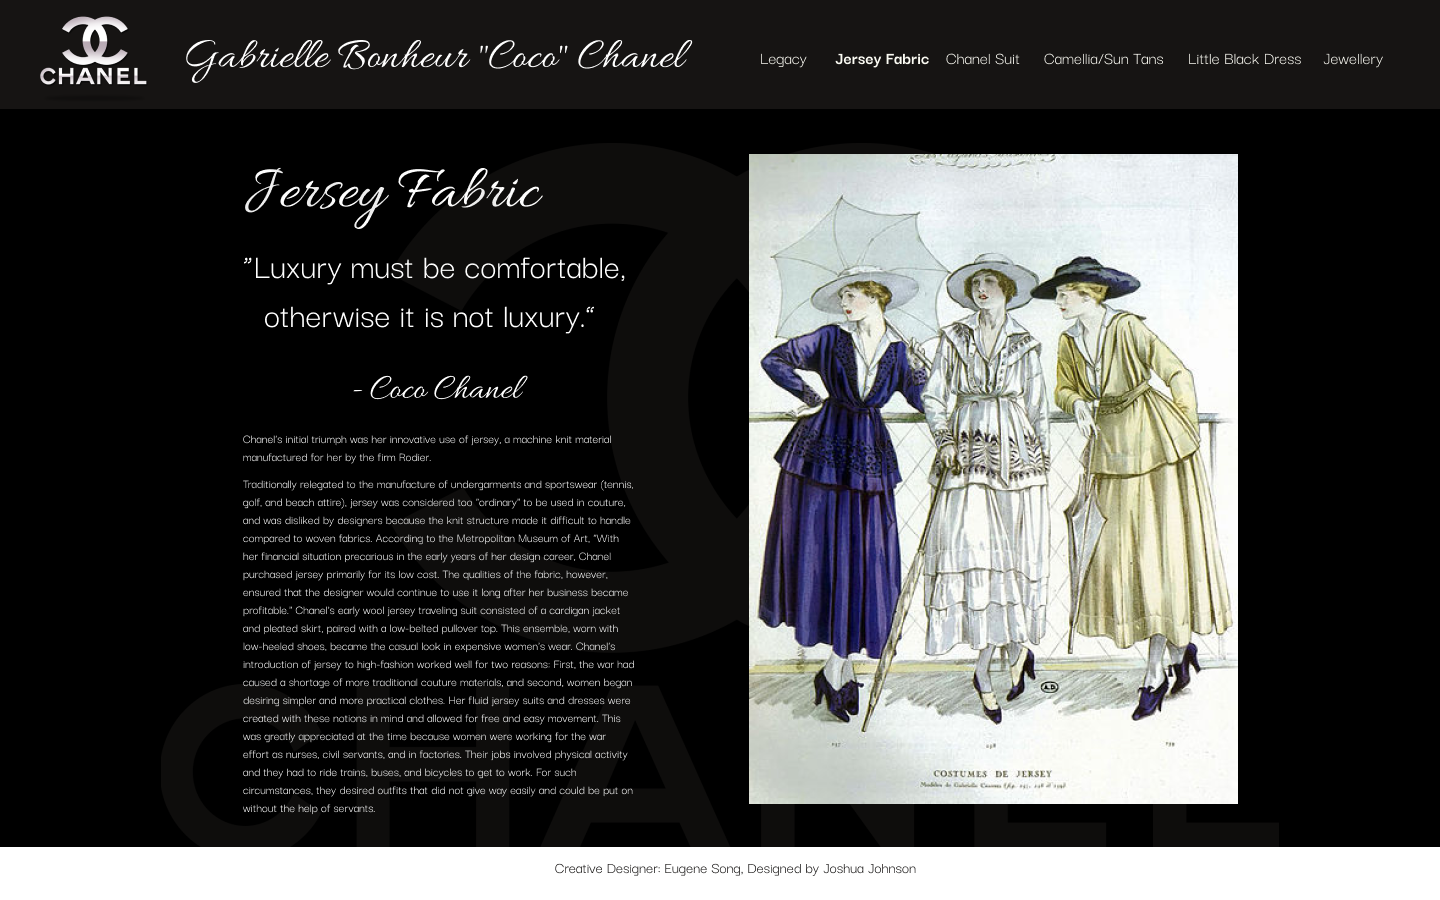 CHANEL
Gabrielle Bonheur "Coco" Chanel
Legacy Jersey Fabric Chanel Suit Camellia/Sun Tans Little Black Dress Jewellery
Jersey Fabric
"Luxury must be comfortable,
otherwise it is not luxury."
- Coco Chanel
Chanel's initial triumph was her innovative use of jersey, a machine knit material
manufactured for her by the firm Rodier.
Traditionally relegated to the manufacture of undergarments and sportswear (tennis,
golf, and beach attire), jersey was considered too "ordinary" to be used in couture,
and was disliked by designers because the knit structure made it difficult to handle
compared to woven fabrics. According to the Metropolitan Museum of Art, "With
her financial situation precarious in the early years of her design career, Chanel
purchased jersey primarily for its low cost. The qualities of the fabric, however,
ensured that the designer would continue to use it long after her business became
profitable." Chanel's early wool jersey traveling suit consisted of a cardigan jacket
and pleated skirt, paired with a low-belted pullover top. This ensemble, worn with
low-heeled shoes, became the casual look in expensive women's wear. Chanel's
introduction of jersey to high-fashion worked well for two reasons: First, the war had
caused a shortage of more traditional couture materials, and second, women began
desiring simpler and more practical clothes. Her fluid jersey suits and dresses were
created with these notions in mind and allowed for free and easy movement. This
was greatly appreciated at the time because women were working for the war
effort as nurses, civil servants, and in factories. Their jobs involved physical activity
and they had to ride trains, buses, and bicycles to get to work. For such
circumstances, they desired outfits that did not give way easily and could be put on
without the help of servants.
A.D.
257 258 259
COSTUMES DE JERSEY
CHANEL
Creative Designer: Eugene Song, Designed by Joshua Johnson